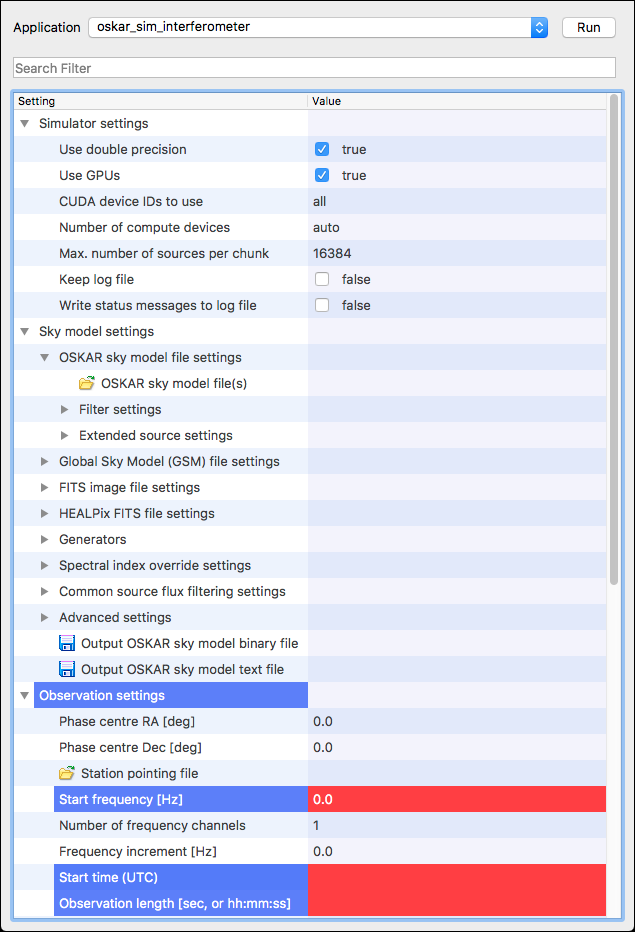 Application oskar_sim_interferometer Run
Search Filter
Setting Value
Simulator settings
Use double precision true
Use GPUs true
CUDA device IDs to use all
Number of compute devices auto
Max. number of sources per chunk 16384
Keep log file false
Write status messages to log file false
Sky model settings
OSKAR sky model file settings
OSKAR sky model file(s)
Filter settings
Extended source settings
Global Sky Model (GSM) file settings
FITS image file settings
HEALPix FITS file settings
Generators
Spectral index override settings
Common source flux filtering settings
Advanced settings
Output OSKAR sky model binary file
Output OSKAR sky model text file
Observation settings
Phase centre RA [deg] 0.0
Phase centre Dec [deg] 0.0
Station pointing file
Start frequency [Hz] 0.0
Number of frequency channels 1
Frequency increment [Hz] 0.0
Start time (UTC)
Observation length [sec, or hh:mm:ss]